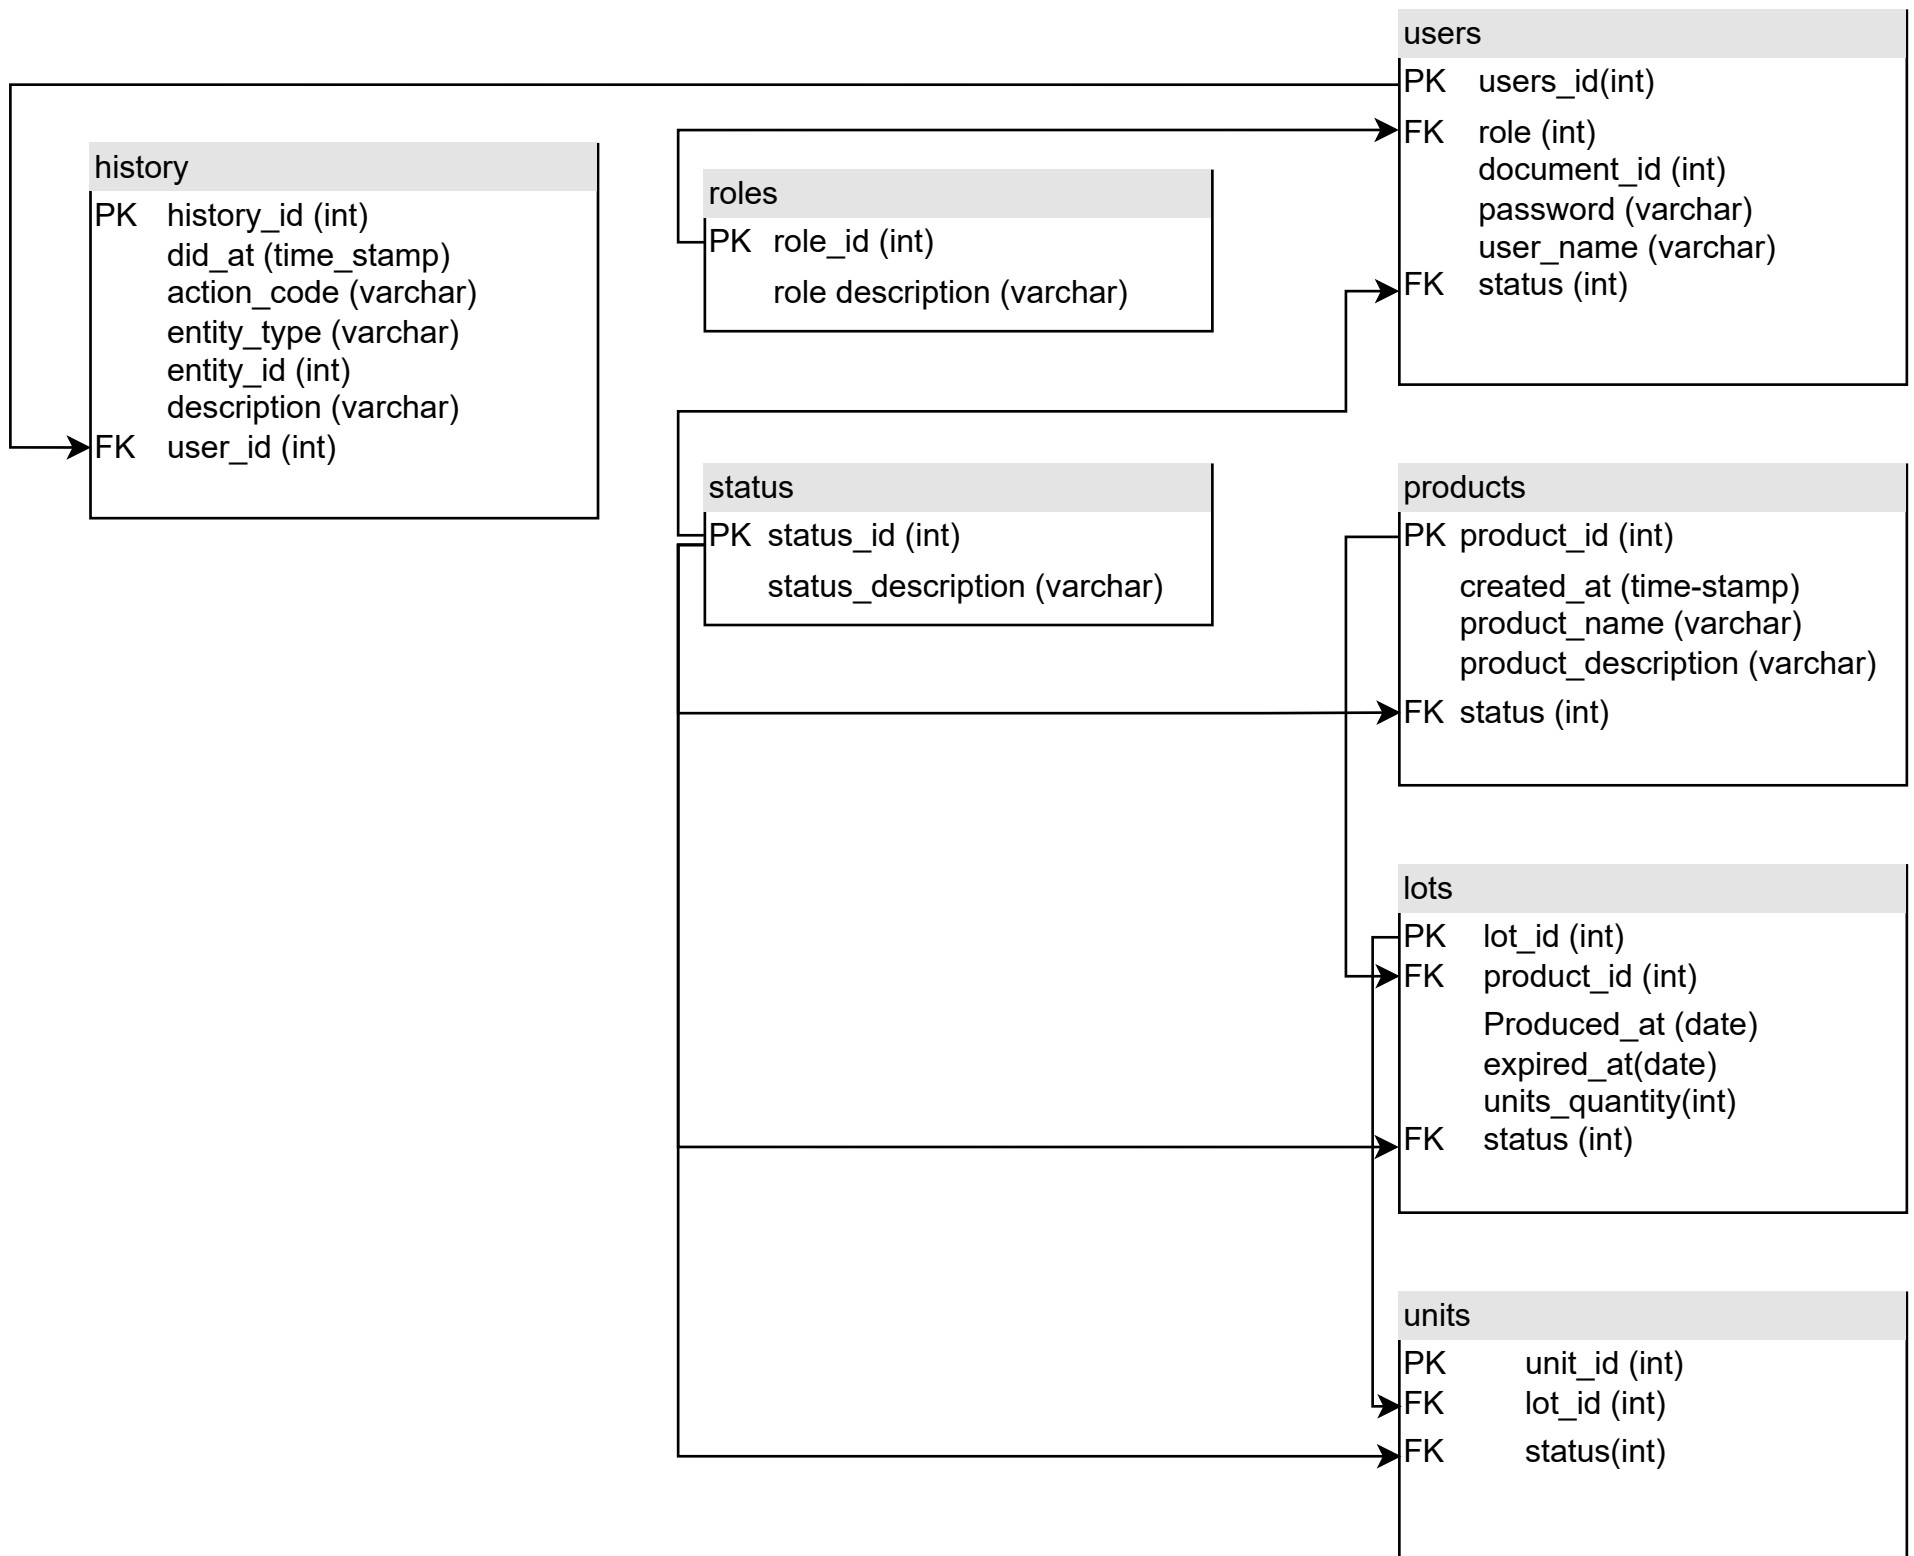 users
PK users_id(int)
FK role (int)
document_id (int)
password (varchar)
user_name (varchar)
FK status (int)
history
PK history_id (int)
did_at (time_stamp)
action_code (varchar)
entity_type (varchar)
entity_id (int)
description (varchar)
FK user_id (int)
roles
PK role_id (int)
role description (varchar)
status
PK status_id (int)
status_description (varchar)
products
PK product_id (int)
created_at (time-stamp)
product_name (varchar)
product_description (varchar)
FK status (int)
lots
PK lot_id (int)
FK product_id (int)
Produced_at (date)
expired_at(date)
units_quantity(int)
FK status (int)
units
PK unit_id (int)
FK lot_id (int)
FK status(int)